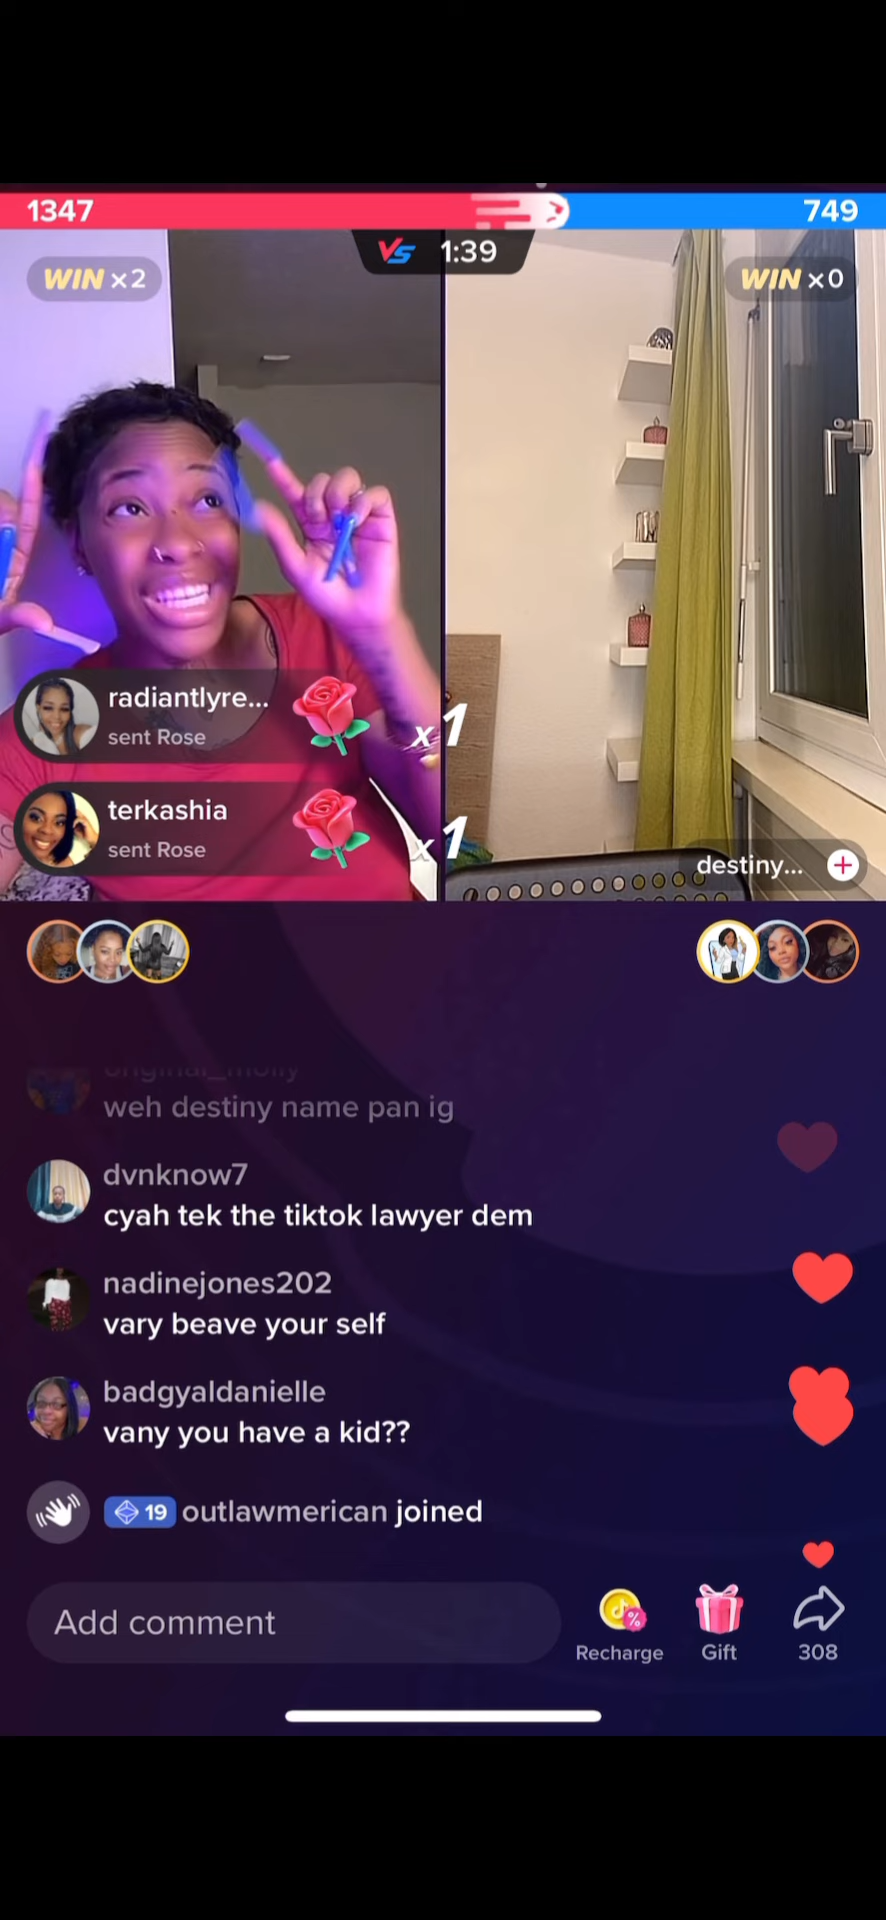 1347
749
VS 1:39
WIN x2
WIN x0
radiantlyre...
sent Rose
x1
terkashia
sent Rose
x1
destiny...
original_molly
weh destiny name pan ig
dvnknow7
cyah tek the tiktok lawyer dem
nadinejones202
vary beave your self
badgyaldanielle
vany you have a kid??
19 outlawmerican joined
Add comment
Recharge
Gift
308